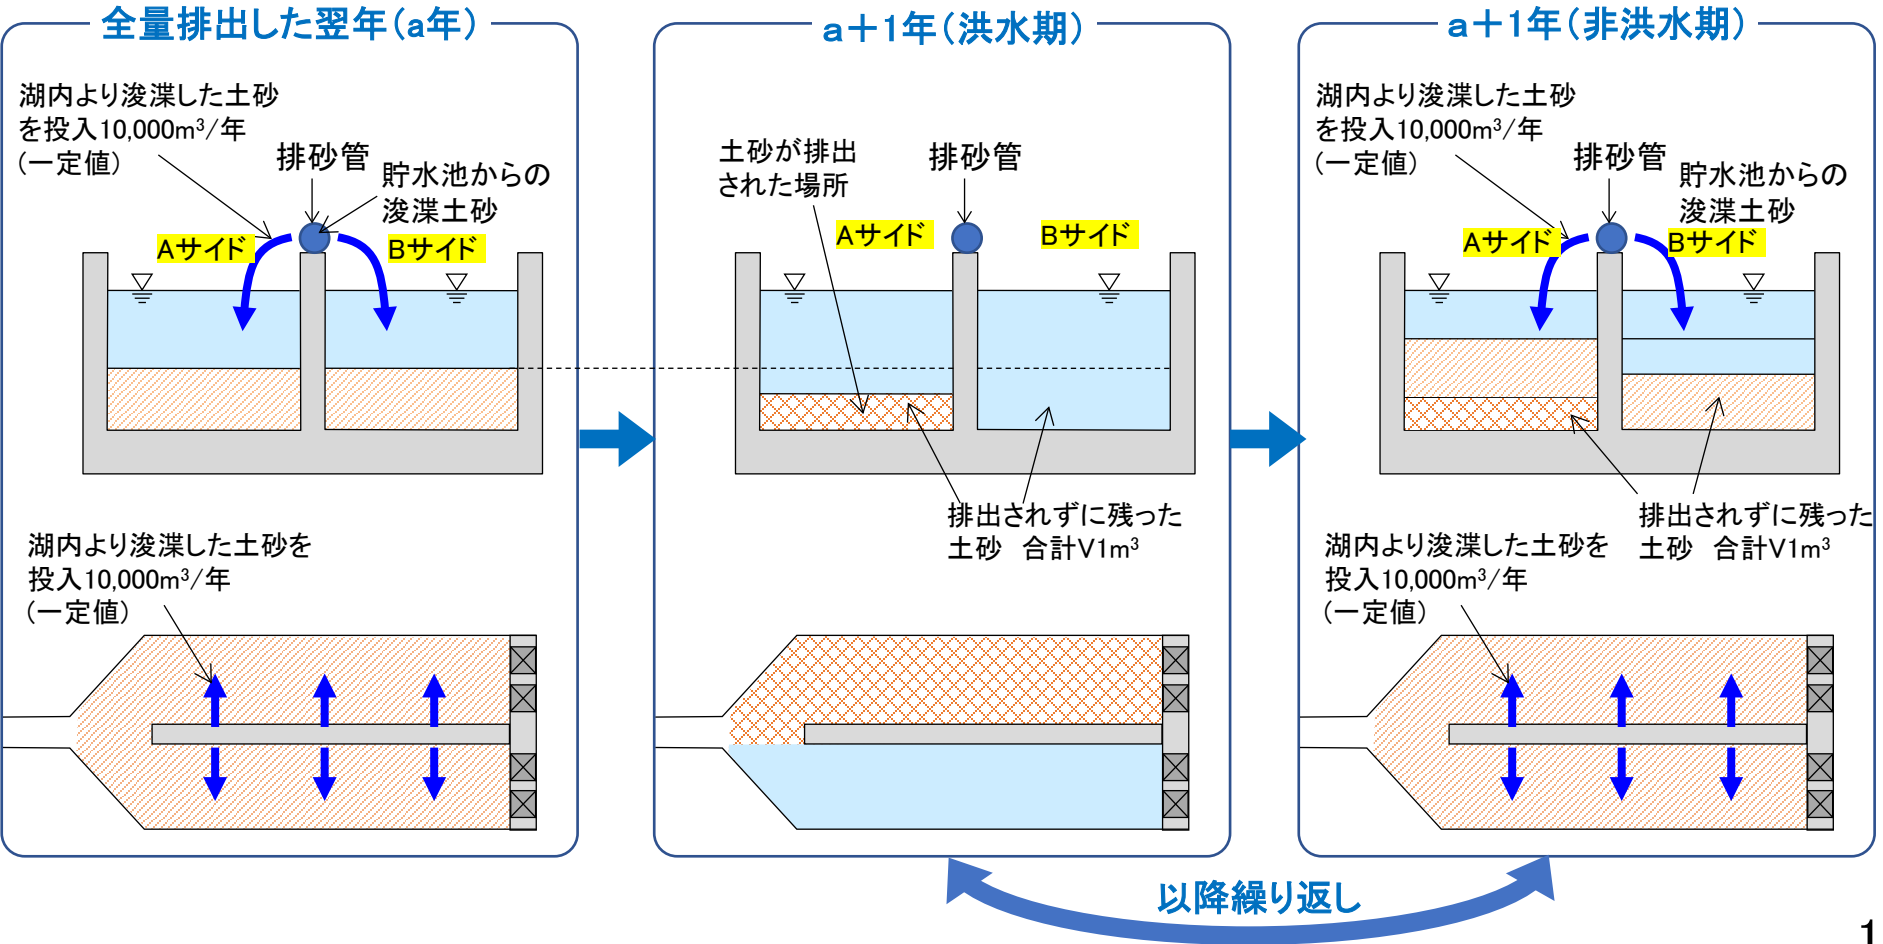 全量排出した翌年（a年）
湖内より浚渫した土砂
を投入10,000m³/年
（一定値）
排砂管
貯水池からの
浚渫土砂
Aサイド
Bサイド
湖内より浚渫した土砂を
投入10,000m³/年
（一定値）
a＋1年（洪水期）
土砂が排出
された場所
排砂管
Aサイド
Bサイド
排出されずに残った
土砂　合計V1m³
a＋1年（非洪水期）
湖内より浚渫した土砂
を投入10,000m³/年
（一定値）
排砂管
貯水池からの
浚渫土砂
Aサイド
Bサイド
排出されずに残った
土砂　合計V1m³
湖内より浚渫した土砂を
投入10,000m³/年
（一定値）
以降繰り返し
1